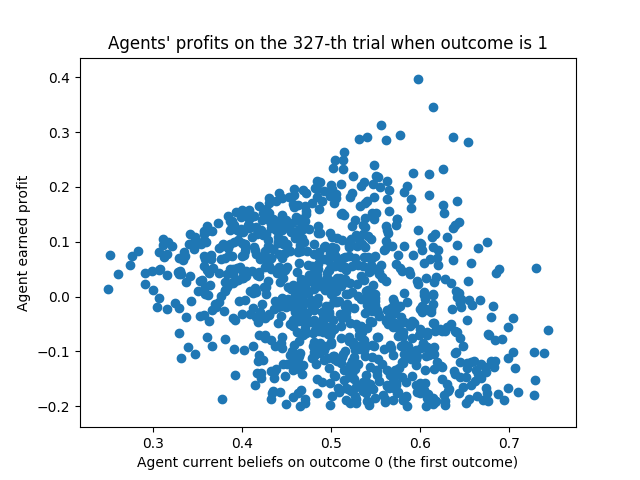 Agents' profits on the 327-th trial when outcome is 1
0.4
0.3
0.2
0.1
0.0
−0.1
−0.2
Agent earned profit
0.3 0.4 0.5 0.6 0.7
Agent current beliefs on outcome 0 (the first outcome)